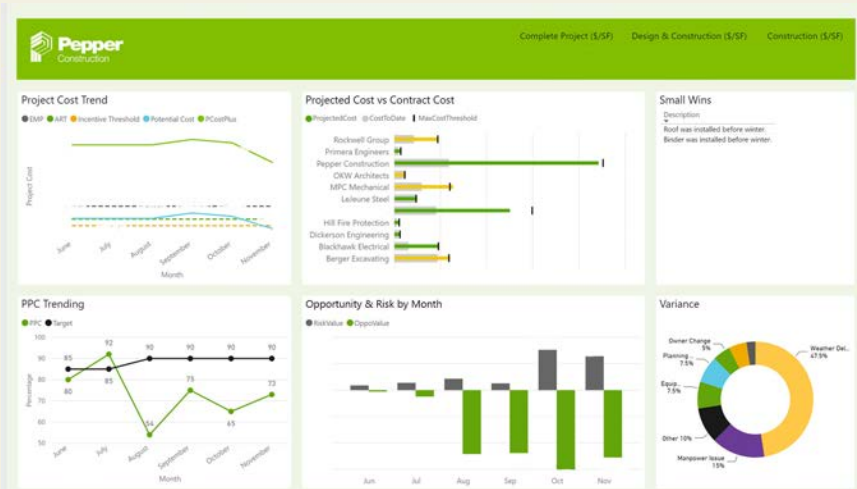 Pepper
Construction
Complete Project ($/SF) Design & Construction ($/SF) Construction ($/SF)
Project Cost Trend
EMP ART Incentive Threshold Potential Cost PCostPlus
Project Cost
June July August September October November
Month
Projected Cost vs Contract Cost
ProjectedCost CostToDate MaxCostThreshold
Rockwell Group
Primera Engineers
Pepper Construction
OKW Architects
MPC Mechanical
LeJeune Steel
Hill Fire Protection
Dickerson Engineering
Blackhawk Electrical
Berger Excavating
Small Wins
Description
Roof was installed before winter.
Binder was installed before winter.
PPC Trending
PPC Target
Percentage
100
90
80
70
60
50
85 85 90 90 90 90
80 92 54 75 65 73
June July August September October November
Month
Opportunity & Risk by Month
RiskValue OppoValue
Jun Jul Aug Sep Oct Nov
Variance
Owner Change
5%
Planning...
7.5%
Equip...
7.5%
Other 10%
Manpower Issue
15%
Weather Del...
47.5%